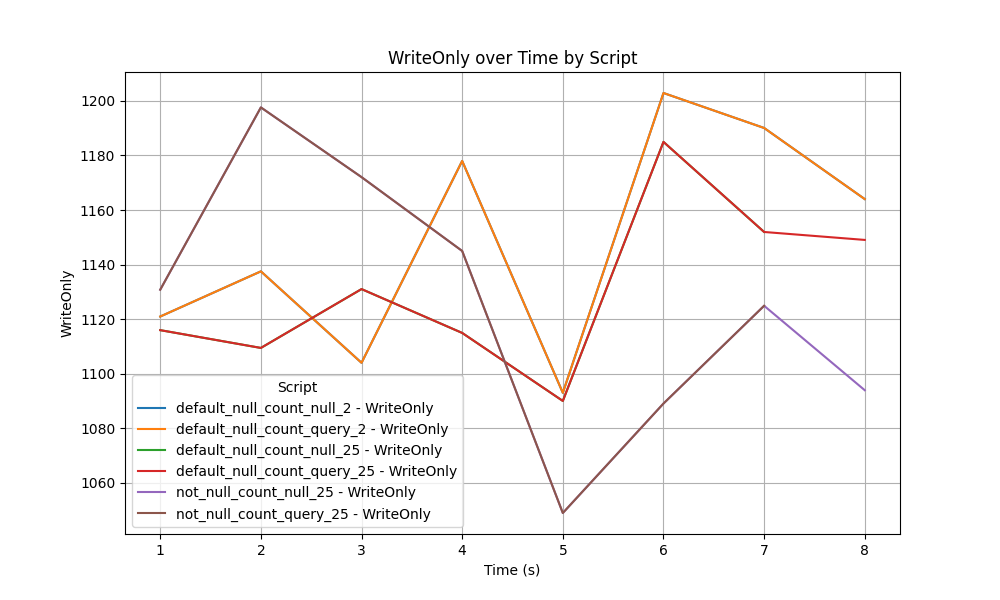 WriteOnly over Time by Script
WriteOnly
1200
1180
1160
1140
1120
1100
1080
1060
Script
default_null_count_null_2 - WriteOnly
default_null_count_query_2 - WriteOnly
default_null_count_null_25 - WriteOnly
default_null_count_query_25 - WriteOnly
not_null_count_null_25 - WriteOnly
not_null_count_query_25 - WriteOnly
1 2 3 4 5 6 7 8
Time (s)